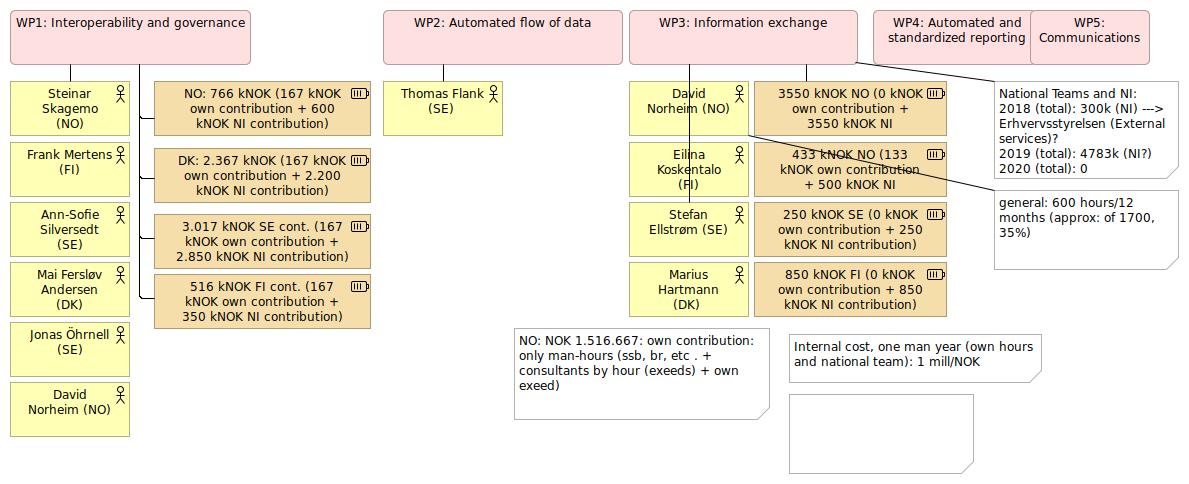 WP1: Interoperability and governance
WP2: Automated flow of data
WP3: Information exchange
WP4: Automated and
standardized reporting
WP5:
Communications
Steinar
Skagemo
(NO)
Frank Mertens
(FI)
Ann-Sofie
Silversedt
(SE)
Mai Fersløv
Andersen
(DK)
Jonas Öhrnell
(SE)
David
Norheim (NO)
NO: 766 kNOK (167 kNOK
own contribution + 600
kNOK NI contribution)
DK: 2.367 kNOK (167 kNOK
own contribution + 2.200
kNOK NI contribution)
3.017 kNOK SE cont. (167
kNOK own contribution +
2.850 kNOK NI contribution)
516 kNOK FI cont. (167
kNOK own contribution +
350 kNOK NI contribution)
Thomas Flank
(SE)
David
Norheim (NO)
Eilina
Koskentalo
(FI)
Stefan
Ellstrøm (SE)
Marius
Hartmann
(DK)
3550 kNOK NO (0 kNOK
own contribution +
3550 kNOK NI
433 kNOK NO (133
kNOK own contribution
+ 500 kNOK NI
250 kNOK SE (0 kNOK
own contribution + 250
kNOK NI contribution)
850 kNOK FI (0 kNOK
own contribution + 850
kNOK NI contribution)
National Teams and NI:
2018 (total): 300k (NI) --->
Erhvervsstyrelsen (External
services)?
2019 (total): 4783k (NI?)
2020 (total): 0
general: 600 hours/12
months (approx: of 1700,
35%)
NO: NOK 1.516.667: own contribution:
only man-hours (ssb, br, etc . +
consultants by hour (exeeds) + own
exeed)
Internal cost, one man year (own hours
and national team): 1 mill/NOK